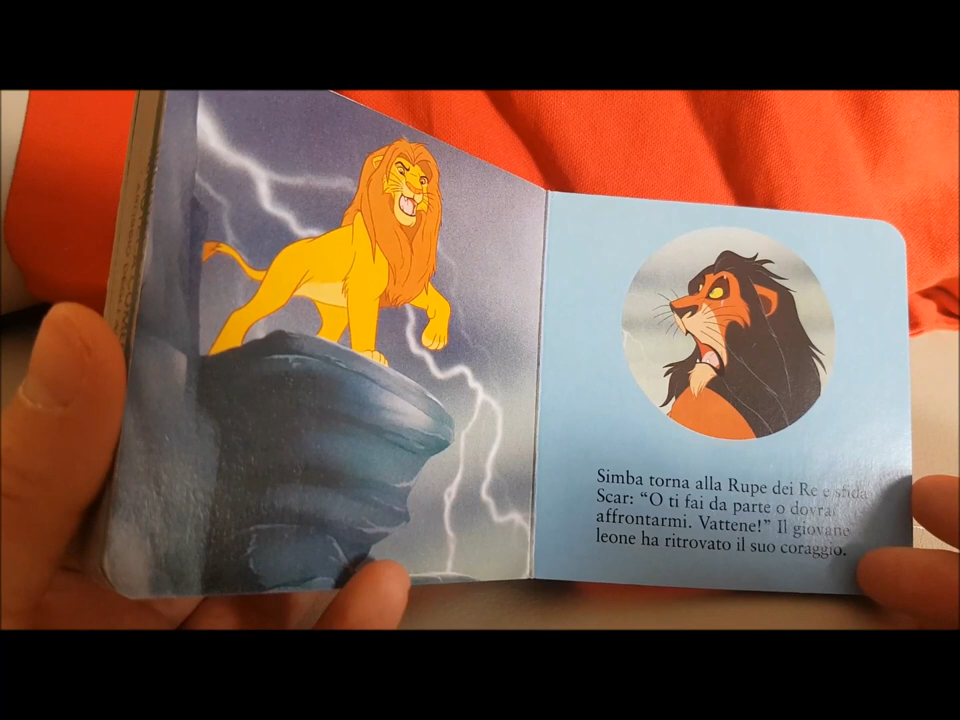 Simba torna alla Rupe dei Re e sfida
Scar: “O ti fai da parte o dovrai
affrontarmi. Vattene!” Il giovane
leone ha ritrovato il suo coraggio.